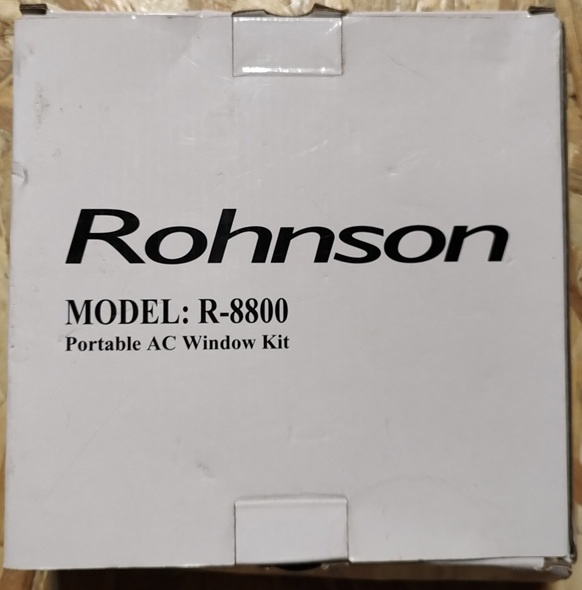 Rohnson
MODEL: R-8800
Portable AC Window Kit